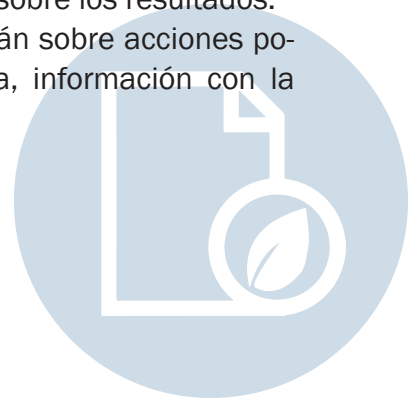 sobre los resultados.
án sobre acciones po-
a, información con la